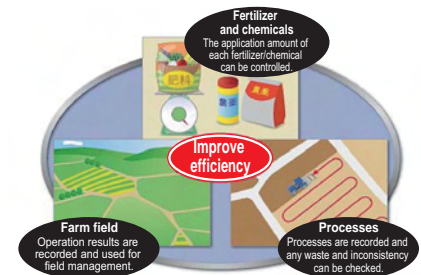 Fertilizer
and chemicals
The application amount of
each fertilizer/chemical
can be controlled.
肥料
Improve
efficiency
Farm field
Operation results are
recorded and used for
field management.
Processes
Processes are recorded and
any waste and inconsistency
can be checked.